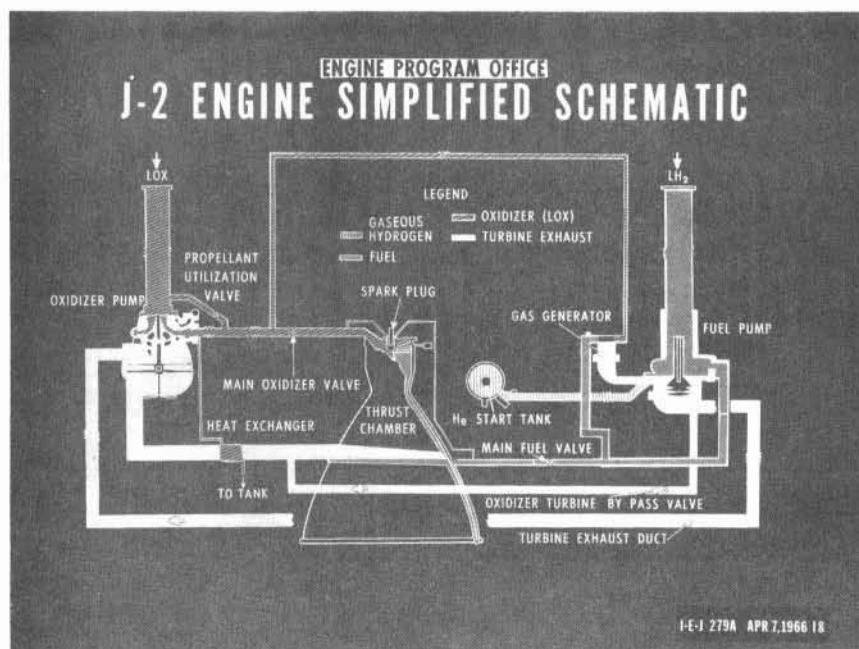 ENGINE PROGRAM OFFICE
J-2 ENGINE SIMPLIFIED SCHEMATIC
LOX
LH₂
LEGEND
GASEOUS
HYDROGEN
OXIDIZER (LOX)
FUEL
TURBINE EXHAUST
PROPELLANT
UTILIZATION
VALVE
OXIDIZER PUMP
SPARK PLUG
GAS GENERATOR
FUEL PUMP
MAIN OXIDIZER VALVE
HEAT EXCHANGER
THRUST
CHAMBER
He START TANK
MAIN FUEL VALVE
TO TANK
OXIDIZER TURBINE BY PASS VALVE
TURBINE EXHAUST DUCT
I-E-J 279A APR 7,1966 18